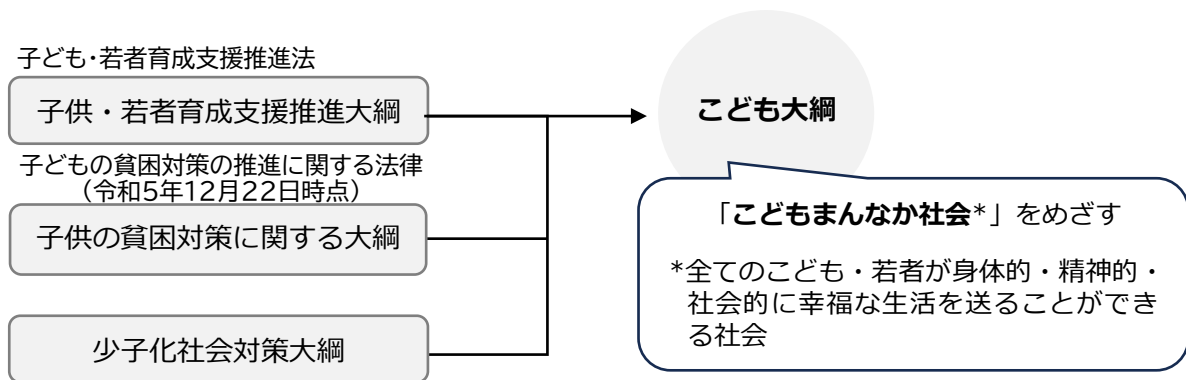 子ども・若者育成支援推進法
子供・若者育成支援推進大綱
子どもの貧困対策の推進に関する法律
（令和5年12月22日時点）
子供の貧困対策に関する大綱
少子化社会対策大綱
こども大綱
「こどもまんなか社会*」をめざす
*全てのこども・若者が身体的・精神的・
社会的に幸福な生活を送ることができ
る社会